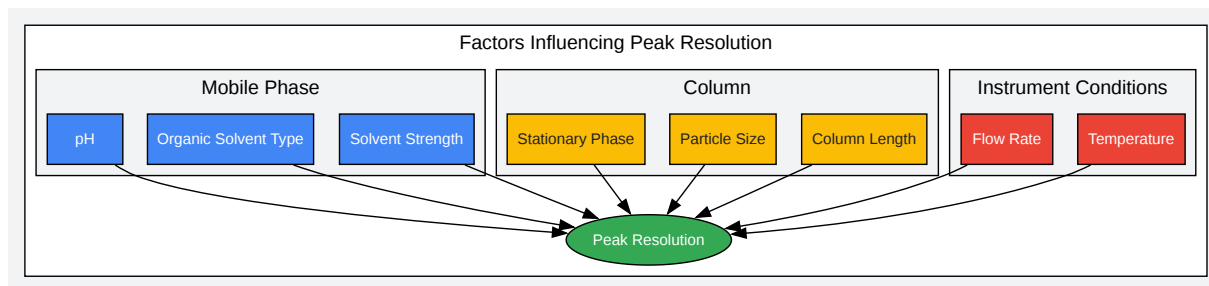 Factors Influencing Peak Resolution
Mobile Phase
Column
Instrument Conditions
pH
Organic Solvent Type
Solvent Strength
Stationary Phase
Particle Size
Column Length
Flow Rate
Temperature
Peak Resolution